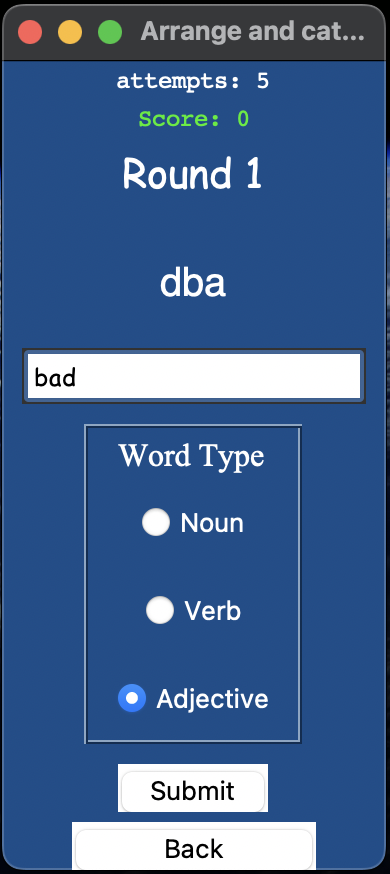 Arrange and cat...
attempts: 5
Score: 0
Round 1
dba
bad
Word Type
Noun
Verb
Adjective
Submit
Back